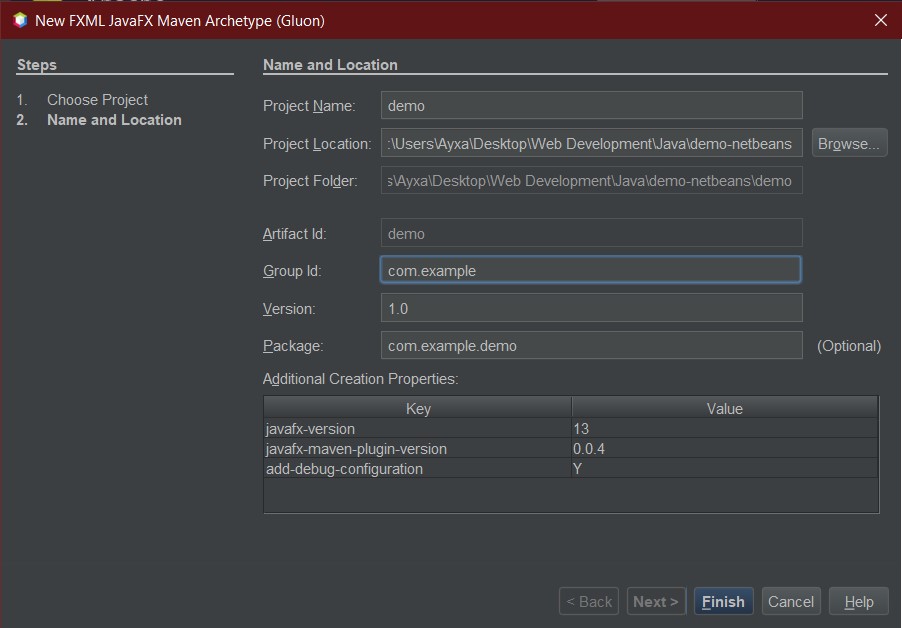 New FXML JavaFX Maven Archetype (Gluon)
Steps
1. Choose Project
2. Name and Location
Name and Location
Project Name: demo
Project Location: :\Users\Ayxa\Desktop\Web Development\Java\demo-netbeans Browse...
Project Folder: s\Ayxa\Desktop\Web Development\Java\demo-netbeans\demo
Artifact Id: demo
Group Id: com.example
Version: 1.0
Package: com.example.demo (Optional)
Additional Creation Properties:
Key Value
javafx-version 13
javafx-maven-plugin-version 0.0.4
add-debug-configuration Y
< Back Next > Finish Cancel Help